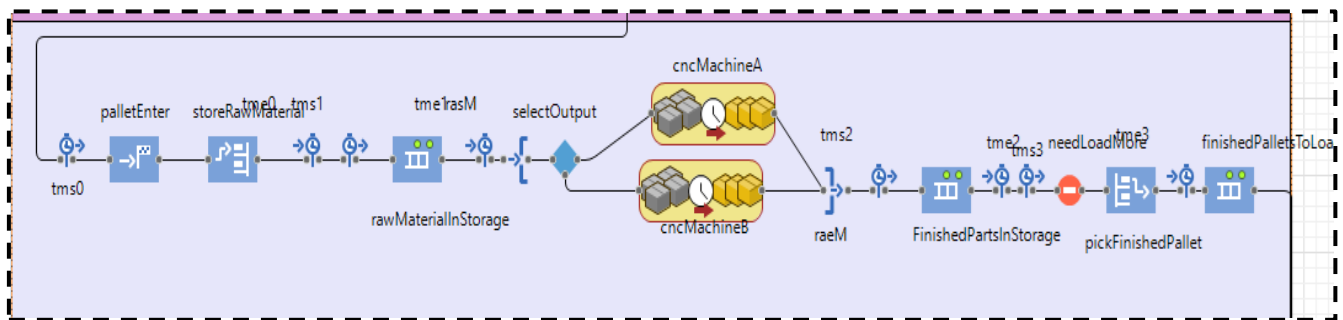 cncMachineA
palletEnter
storeRawMaterial
tme0
tms1
tme1
rasM
selectOutput
tms2
tme2
tms3
needLoadMore
tme3
finishedPalletsToLoa
tms0
rawMaterialInStorage
cncMachineB
raeM
FinishedPartsInStorage
pickFinishedPallet